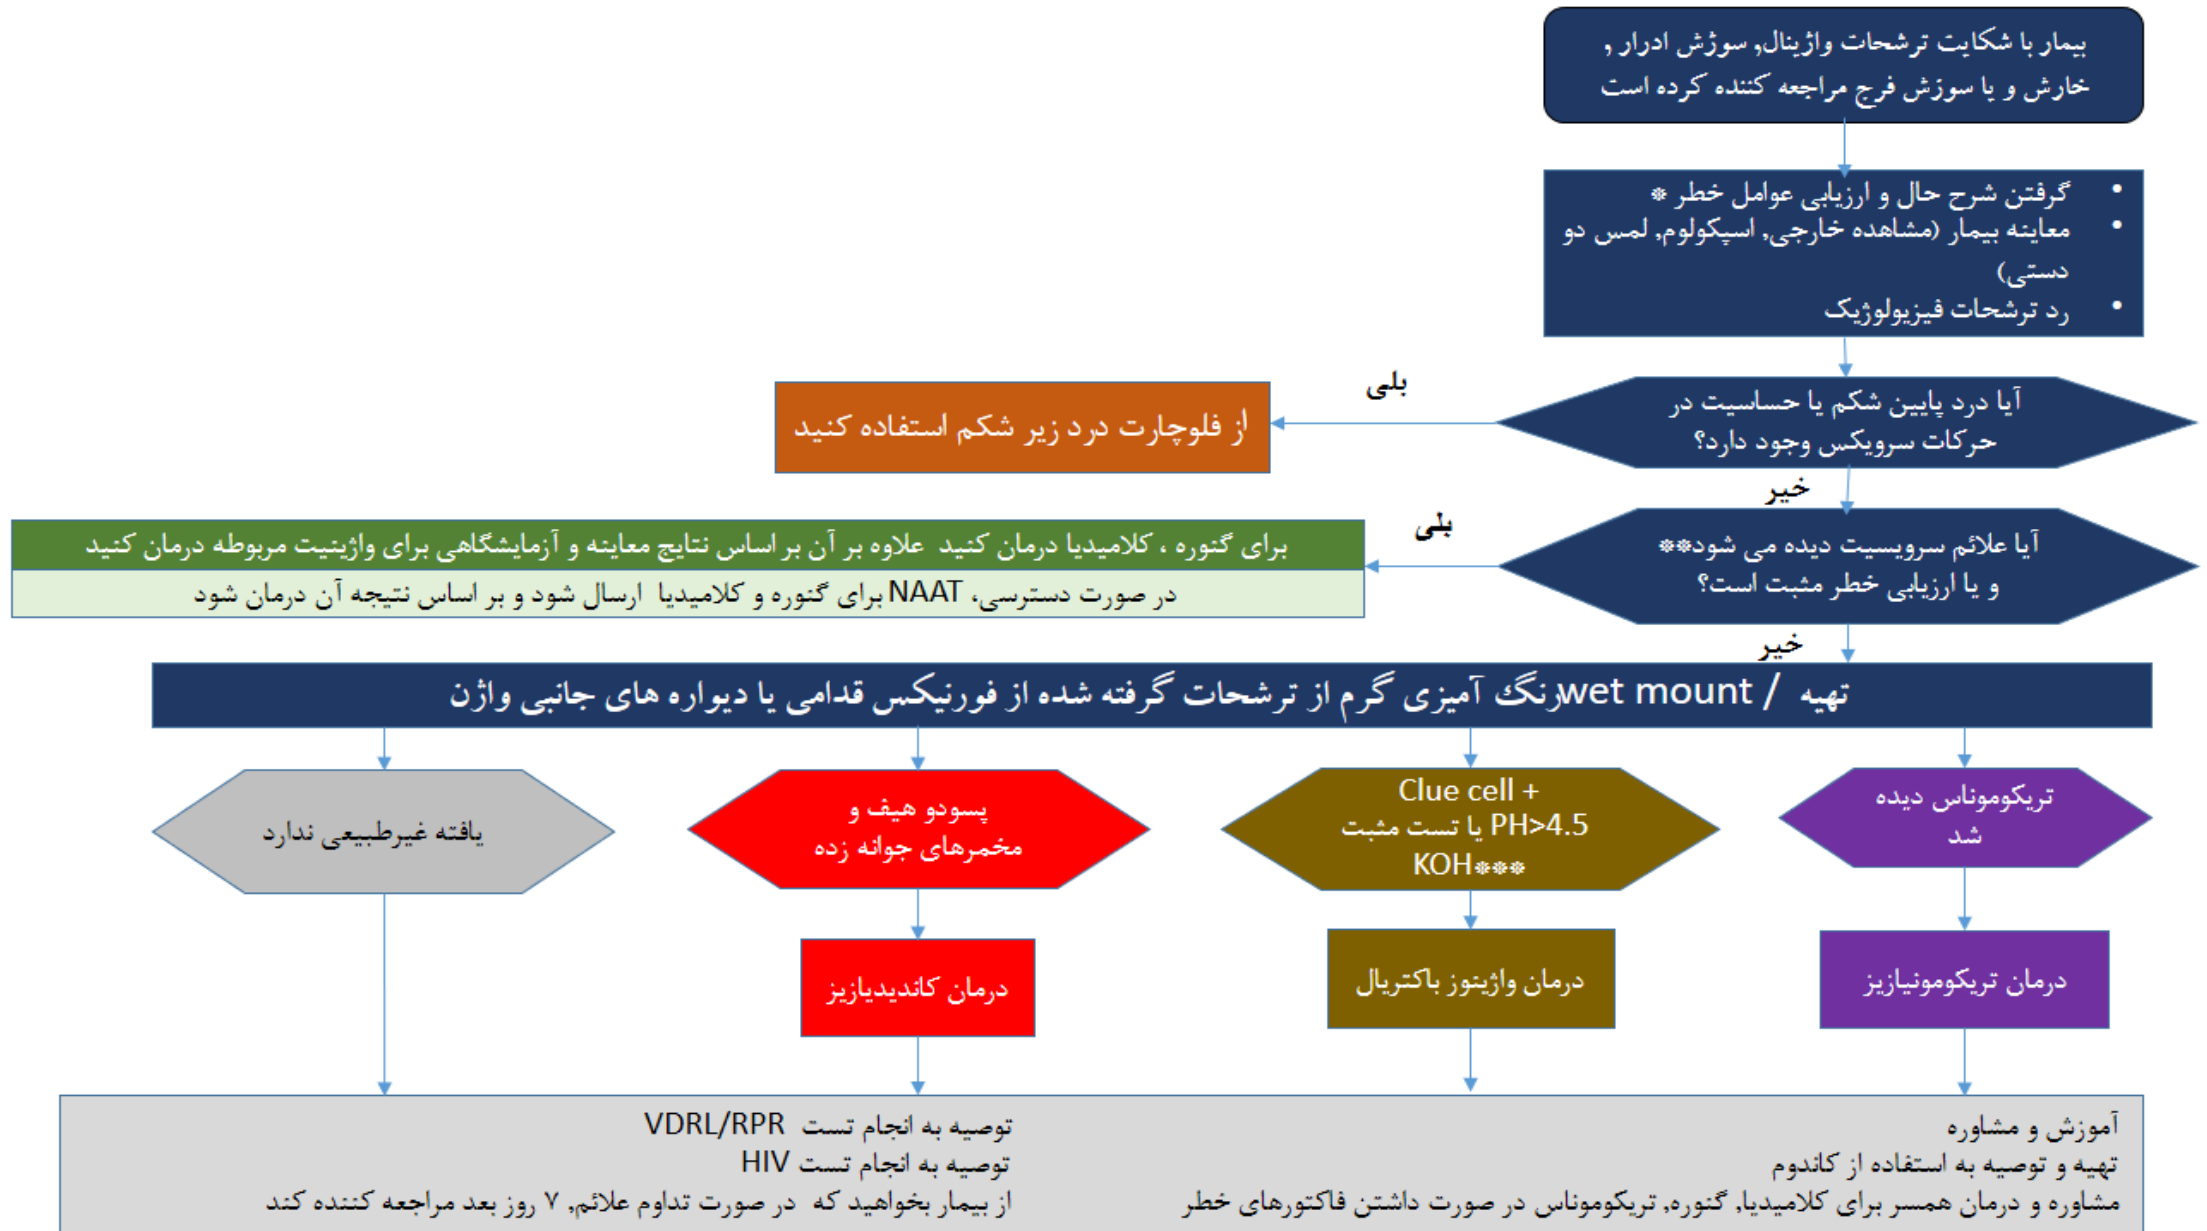 بیمار با شکایت ترشحات واژینال, سوژش ادرار ,
خارش و یا سوزش فرج مراجعه کننده کرده است
• گرفتن شرح حال و ارزیابی عوامل خطر *
• معاینه بیمار (مشاهده خارجی, اسپکولوم, لمس دو
دستی)
• رد ترشحات فیزیولوژیک
آیا درد پایین شکم یا حساسیت در
حرکات سرویکس وجود دارد؟
بلی
از فلوچارت درد زیر شکم استفاده کنید
خیر
آیا علائم سرویسیت دیده می شود**
و یا ارزیابی خطر مثبت است؟
بلی
برای گنوره ، کلامیدیا درمان کنید علاوه بر آن بر اساس نتایج معاینه و آزمایشگاهی برای واژینیت مربوطه درمان کنید
در صورت دسترسی، NAAT برای گنوره و کلامیدیا ارسال شود و بر اساس نتیجه آن درمان شود
خیر
تهیه / wet mount رنگ آمیزی گرم از ترشحات گرفته شده از فورنیکس قدامی یا دیواره های جانبی واژن
تریکوموناس دیده
شد
Clue cell +
PH>4.5 یا تست مثبت
KOH***
پسودو هیف و
مخمرهای جوانه زده
یافته غیرطبیعی ندارد
درمان تریکومونیازیز
درمان واژینوز باکتریال
درمان کاندیدیازیز
آموزش و مشاوره
تهیه و توصیه به استفاده از کاندوم
مشاوره و درمان همسر برای کلامیدیا, گنوره, تریکوموناس در صورت داشتن فاکتورهای خطر
توصیه به انجام تست VDRL/RPR
توصیه به انجام تست HIV
از بیمار بخواهید که در صورت تداوم علائم, ۷ روز بعد مراجعه کننده کند